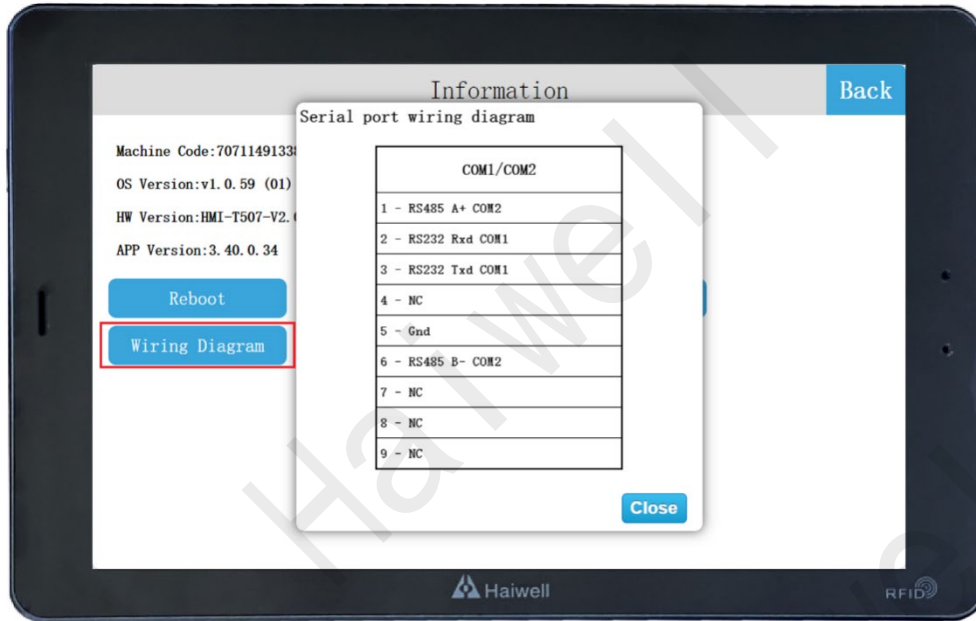 Information
Back
Serial port wiring diagram
Machine Code:7071149133
OS Version:v1.0.59 (01)
HW Version:HMI-T507-V2.
APP Version:3.40.0.34
Reboot
Wiring Diagram
COM1/COM2
1 - RS485 A+ COM2
2 - RS232 Rxd COM1
3 - RS232 Txd COM1
4 - NC
5 - Gnd
6 - RS485 B- COM2
7 - NC
8 - NC
9 - NC
Close
Haiwell
RFID
Haiwell